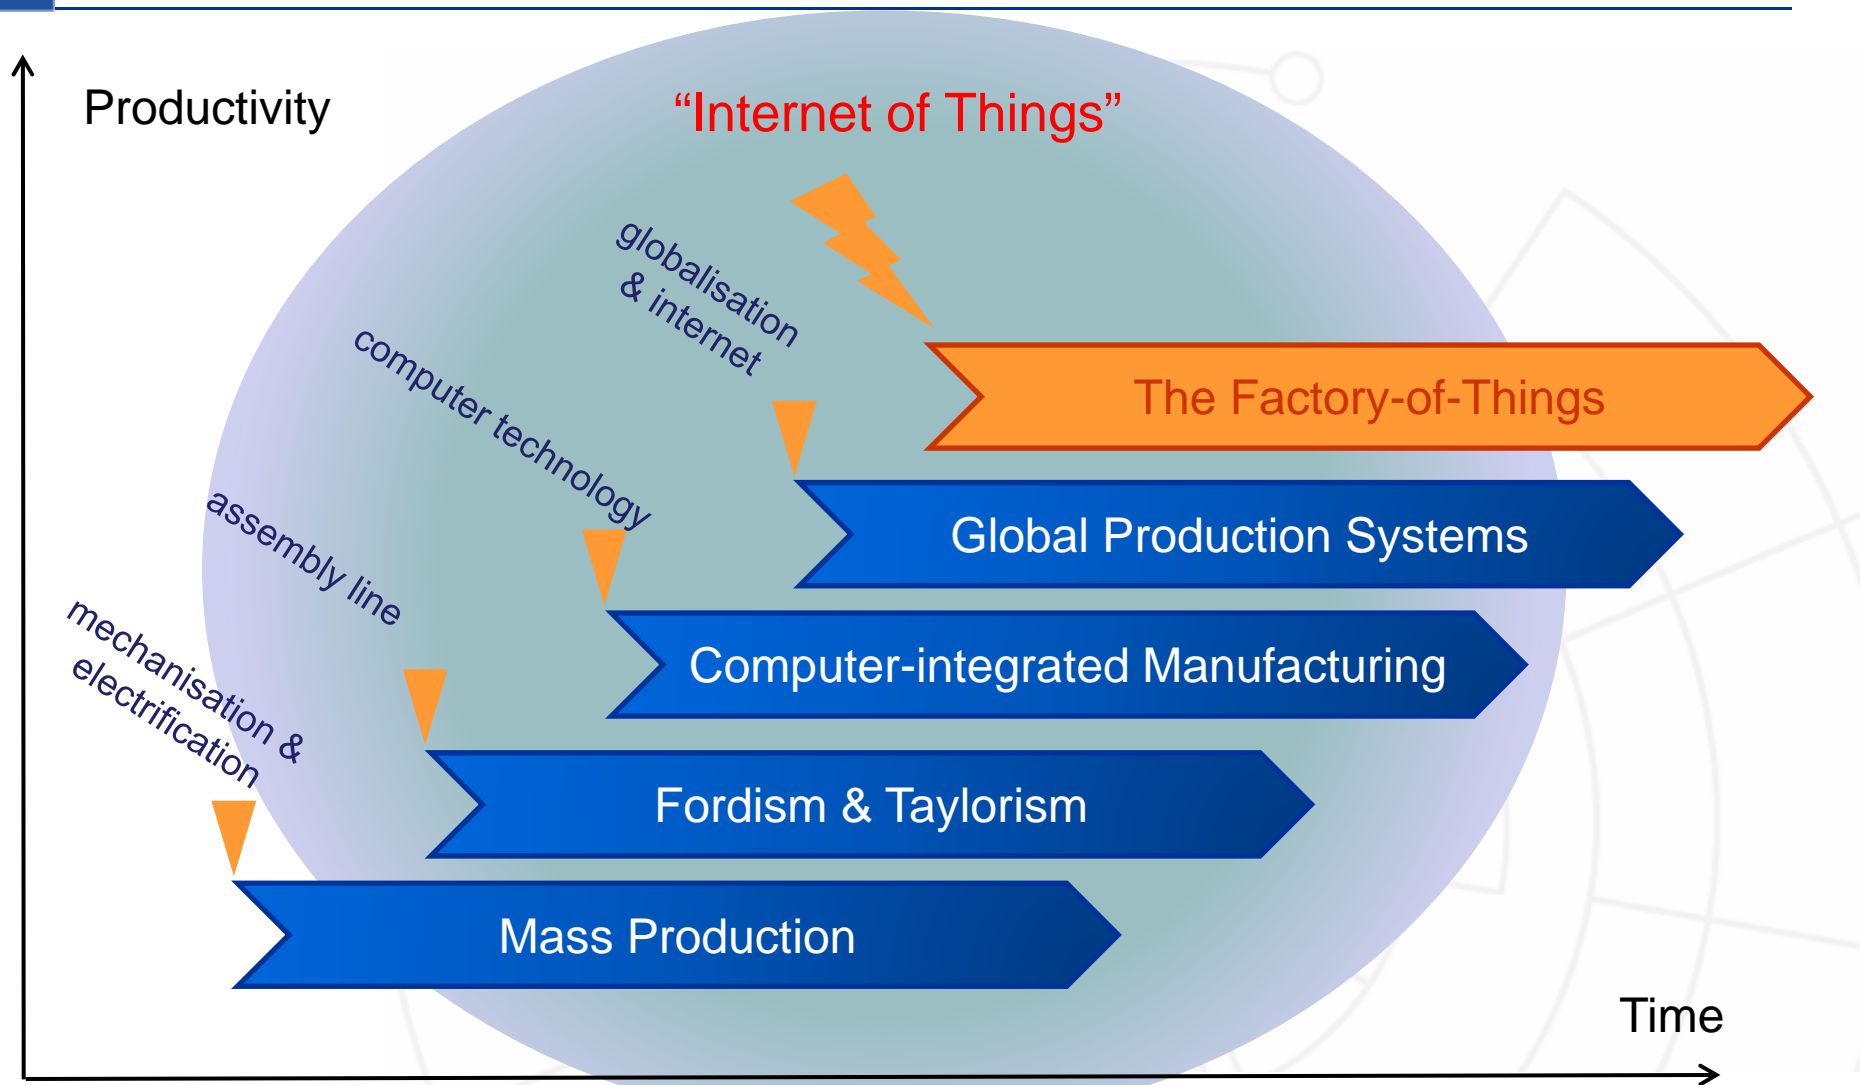 Productivity
“Internet of Things”
globalisation
& internet
computer technology
The Factory-of-Things
assembly line
Global Production Systems
mechanisation &
electrification
Computer-integrated Manufacturing
Fordism & Taylorism
Mass Production
Time